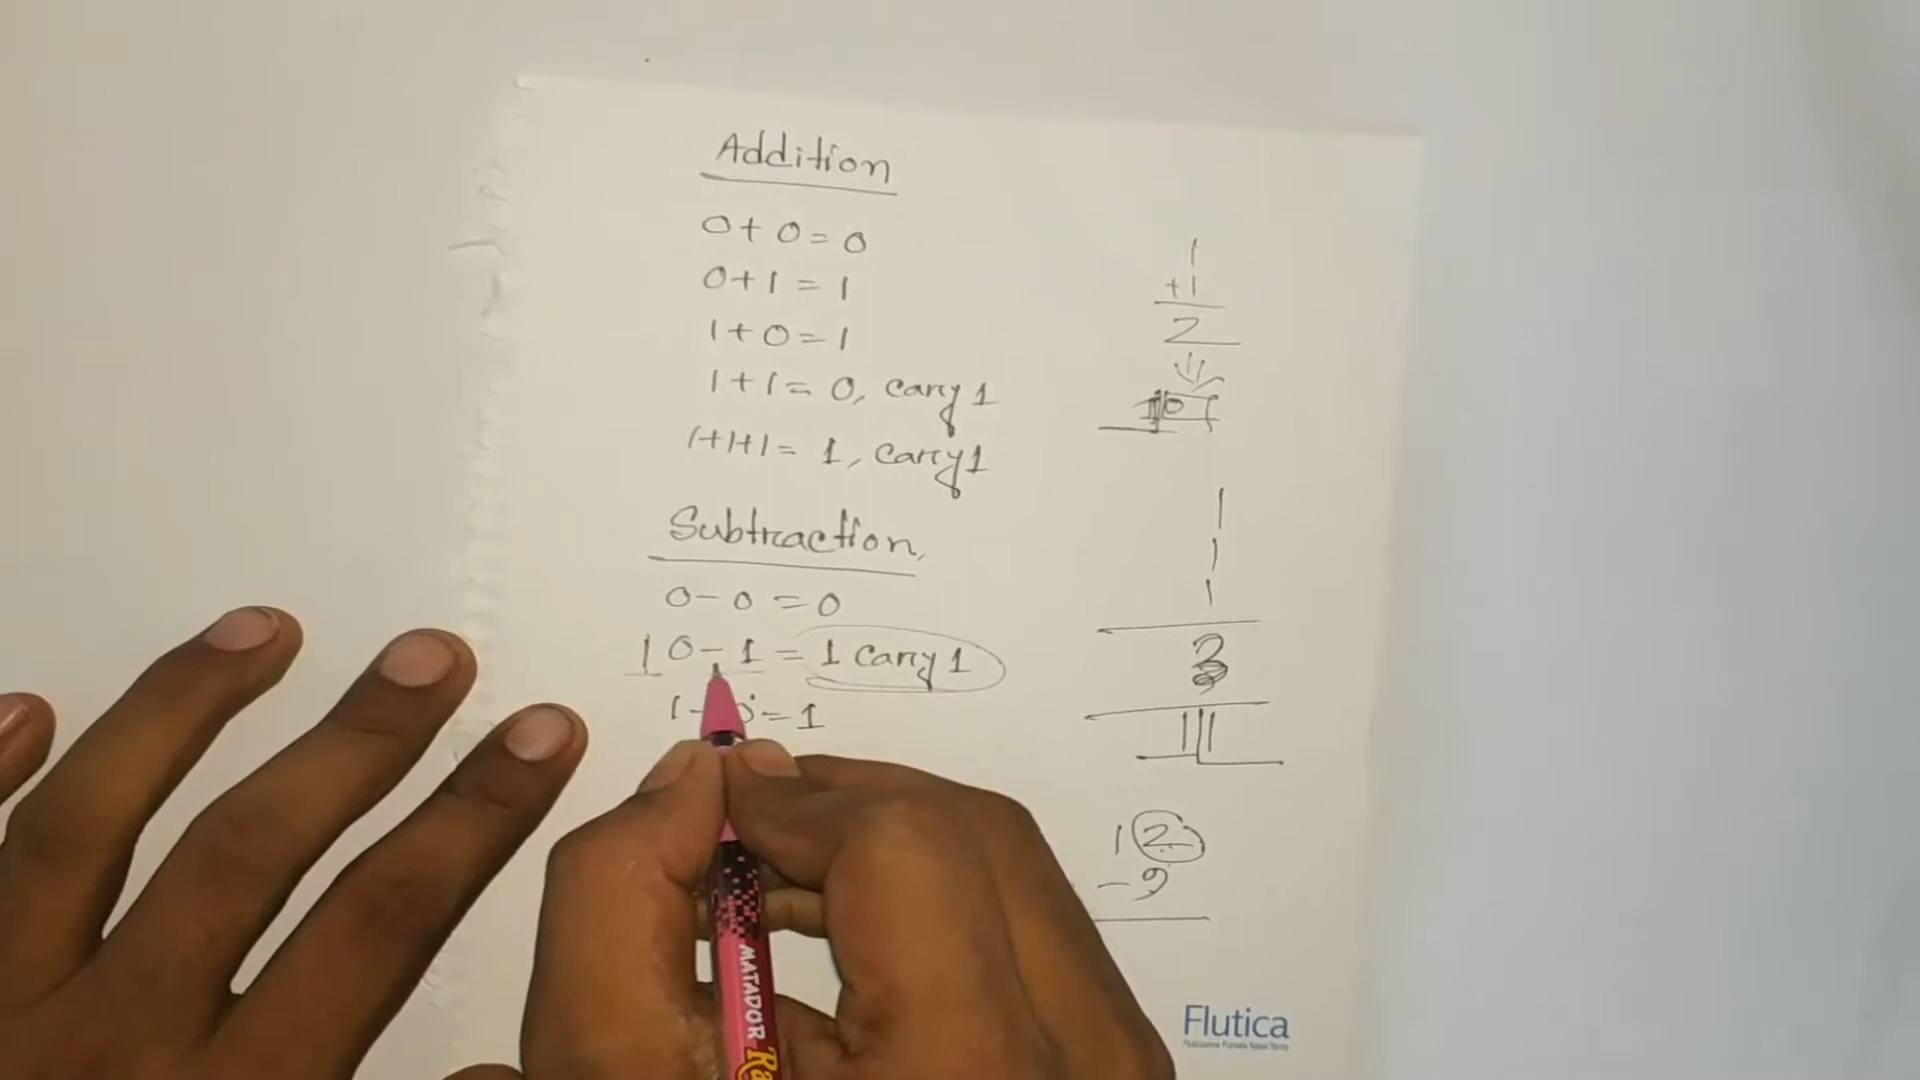 Addition
0+0=0
0+1=1
1+0=1
1+1=0, carry 1
1+1+1=1, carry 1
Subtraction,
0-0=0
10-1=1 carry 1
1-0=1
1
+1
2
10
1
1
1
3
11
12
-9
MATADOR
Flutica